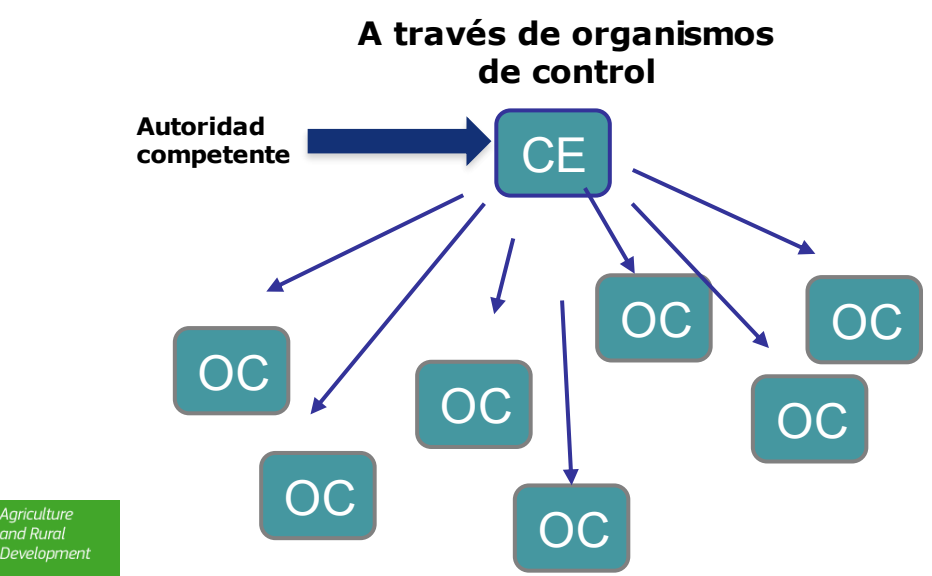 A través de organismos
de control
Autoridad
competente
CE
OC
OC
OC
OC
OC
OC
OC
Agriculture
and Rural
Development